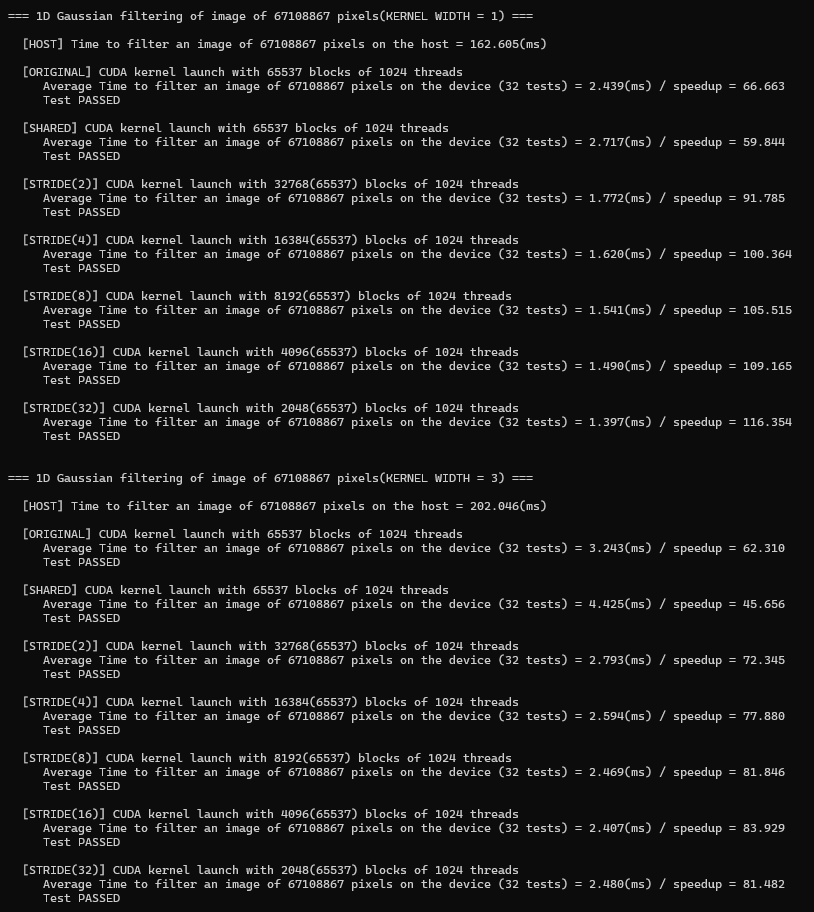 === 1D Gaussian filtering of image of 67108867 pixels(KERNEL WIDTH = 1) ===
[HOST] Time to filter an image of 67108867 pixels on the host = 162.605(ms)
[ORIGINAL] CUDA kernel launch with 65537 blocks of 1024 threads
Average Time to filter an image of 67108867 pixels on the device (32 tests) = 2.439(ms) / speedup = 66.663
Test PASSED
[SHARED] CUDA kernel launch with 65537 blocks of 1024 threads
Average Time to filter an image of 67108867 pixels on the device (32 tests) = 2.717(ms) / speedup = 59.844
Test PASSED
[STRIDE(2)] CUDA kernel launch with 32768(65537) blocks of 1024 threads
Average Time to filter an image of 67108867 pixels on the device (32 tests) = 1.772(ms) / speedup = 91.785
Test PASSED
[STRIDE(4)] CUDA kernel launch with 16384(65537) blocks of 1024 threads
Average Time to filter an image of 67108867 pixels on the device (32 tests) = 1.620(ms) / speedup = 100.364
Test PASSED
[STRIDE(8)] CUDA kernel launch with 8192(65537) blocks of 1024 threads
Average Time to filter an image of 67108867 pixels on the device (32 tests) = 1.541(ms) / speedup = 105.515
Test PASSED
[STRIDE(16)] CUDA kernel launch with 4096(65537) blocks of 1024 threads
Average Time to filter an image of 67108867 pixels on the device (32 tests) = 1.490(ms) / speedup = 109.165
Test PASSED
[STRIDE(32)] CUDA kernel launch with 2048(65537) blocks of 1024 threads
Average Time to filter an image of 67108867 pixels on the device (32 tests) = 1.397(ms) / speedup = 116.354
Test PASSED
=== 1D Gaussian filtering of image of 67108867 pixels(KERNEL WIDTH = 3) ===
[HOST] Time to filter an image of 67108867 pixels on the host = 202.046(ms)
[ORIGINAL] CUDA kernel launch with 65537 blocks of 1024 threads
Average Time to filter an image of 67108867 pixels on the device (32 tests) = 3.243(ms) / speedup = 62.310
Test PASSED
[SHARED] CUDA kernel launch with 65537 blocks of 1024 threads
Average Time to filter an image of 67108867 pixels on the device (32 tests) = 4.425(ms) / speedup = 45.656
Test PASSED
[STRIDE(2)] CUDA kernel launch with 32768(65537) blocks of 1024 threads
Average Time to filter an image of 67108867 pixels on the device (32 tests) = 2.793(ms) / speedup = 72.345
Test PASSED
[STRIDE(4)] CUDA kernel launch with 16384(65537) blocks of 1024 threads
Average Time to filter an image of 67108867 pixels on the device (32 tests) = 2.594(ms) / speedup = 77.880
Test PASSED
[STRIDE(8)] CUDA kernel launch with 8192(65537) blocks of 1024 threads
Average Time to filter an image of 67108867 pixels on the device (32 tests) = 2.469(ms) / speedup = 81.846
Test PASSED
[STRIDE(16)] CUDA kernel launch with 4096(65537) blocks of 1024 threads
Average Time to filter an image of 67108867 pixels on the device (32 tests) = 2.407(ms) / speedup = 83.929
Test PASSED
[STRIDE(32)] CUDA kernel launch with 2048(65537) blocks of 1024 threads
Average Time to filter an image of 67108867 pixels on the device (32 tests) = 2.480(ms) / speedup = 81.482
Test PASSED